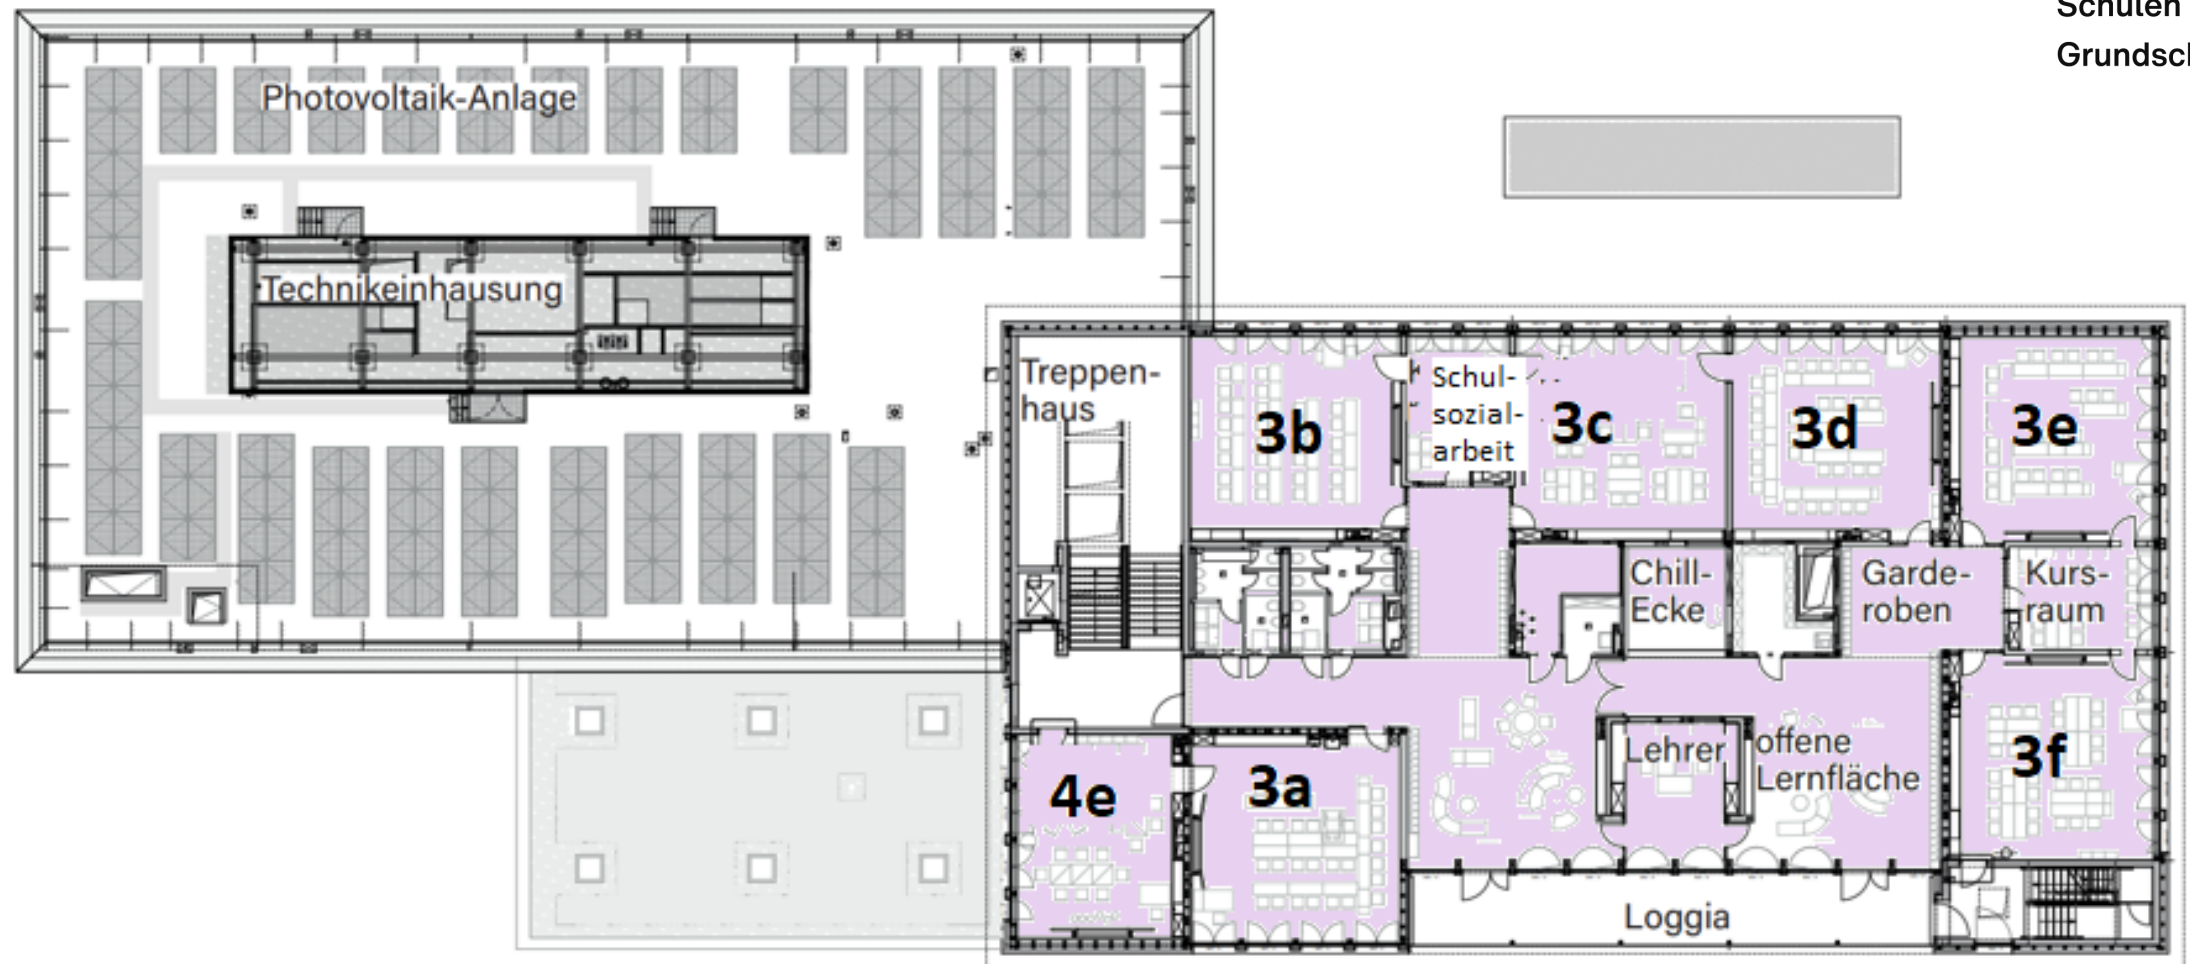 Schulen
Grundsch
Photovoltaik-Anlage
Technikeinhausung
Treppen-
haus
3b
Schul-
sozial-
arbeit
3c
3d
3e
Chill-
Ecke
Garde-
roben
Kurs-
raum
4e
3a
Lehrer
offene
Lernfläche
3f
Loggia